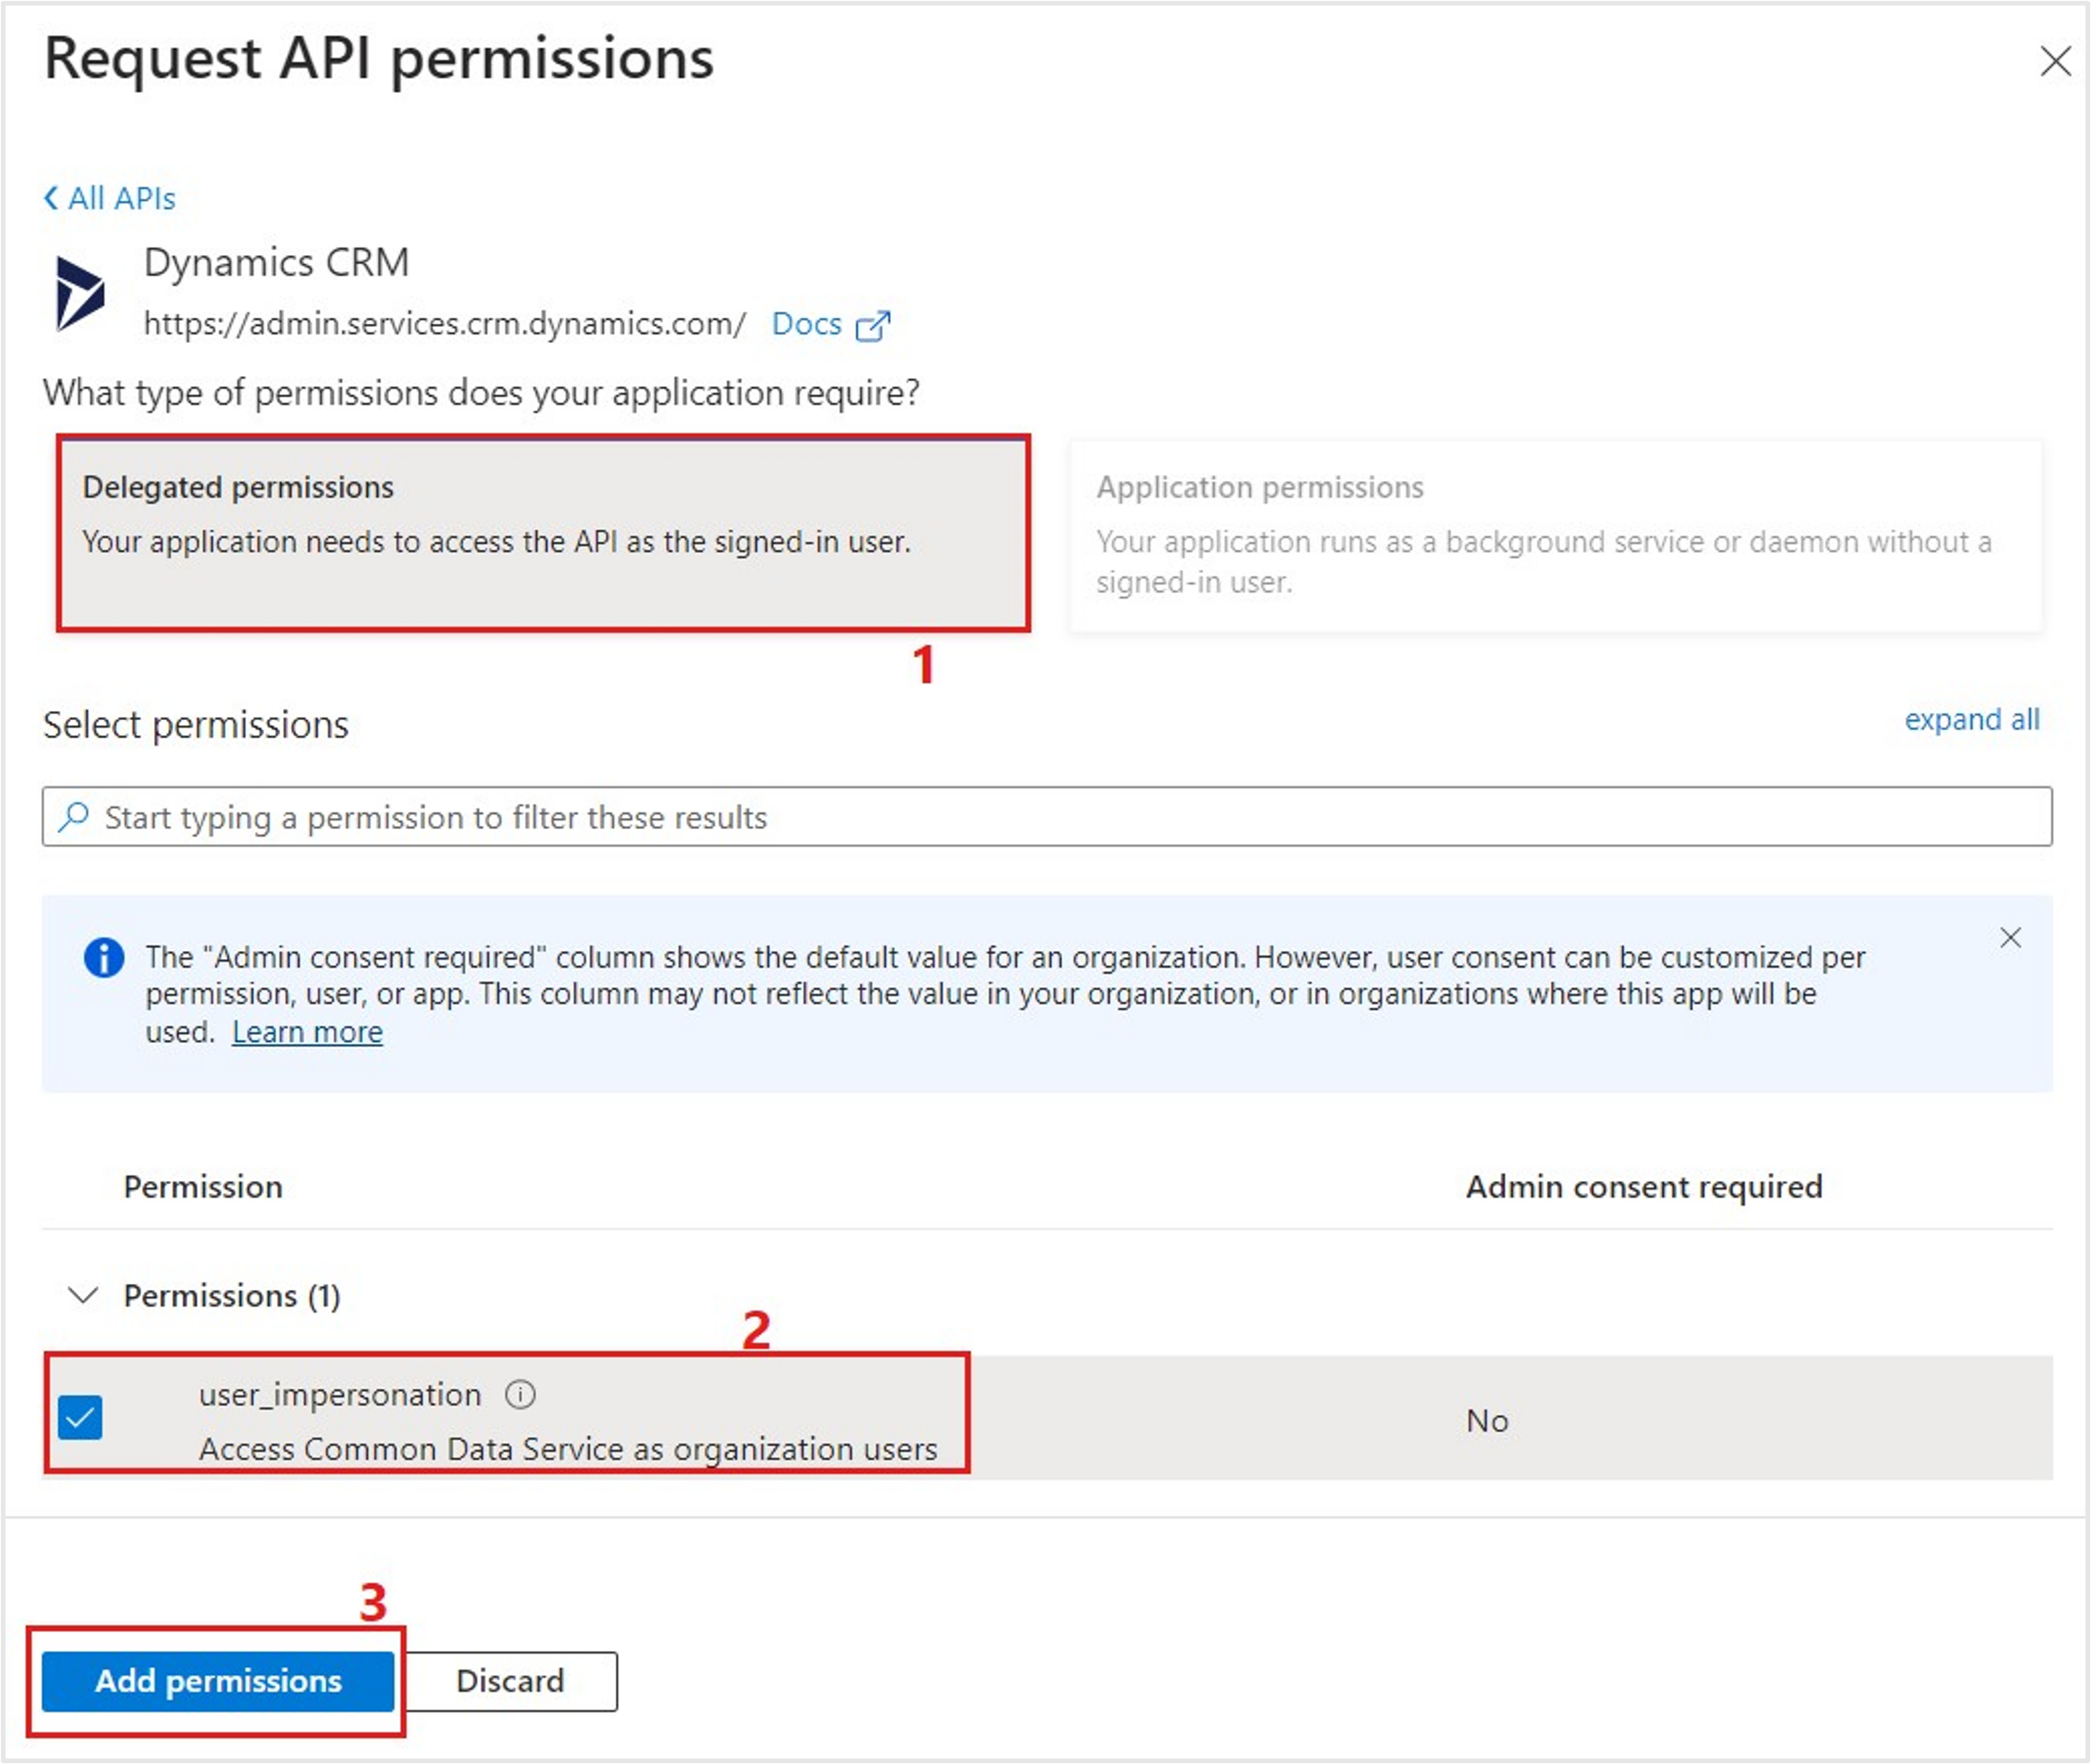 Request API permissions
All APIs
Dynamics CRM
https://admin.services.crm.dynamics.com/ Docs
What type of permissions does your application require?
Delegated permissions
Your application needs to access the API as the signed-in user.
Application permissions
Your application runs as a background service or daemon without a
signed-in user.
1
Select permissions
expand all
Start typing a permission to filter these results
The "Admin consent required" column shows the default value for an organization. However, user consent can be customized per
permission, user, or app. This column may not reflect the value in your organization, or in organizations where this app will be
used. Learn more
Permission Admin consent required
Permissions (1)
2
user_impersonation
Access Common Data Service as organization users
No
3
Add permissions Discard